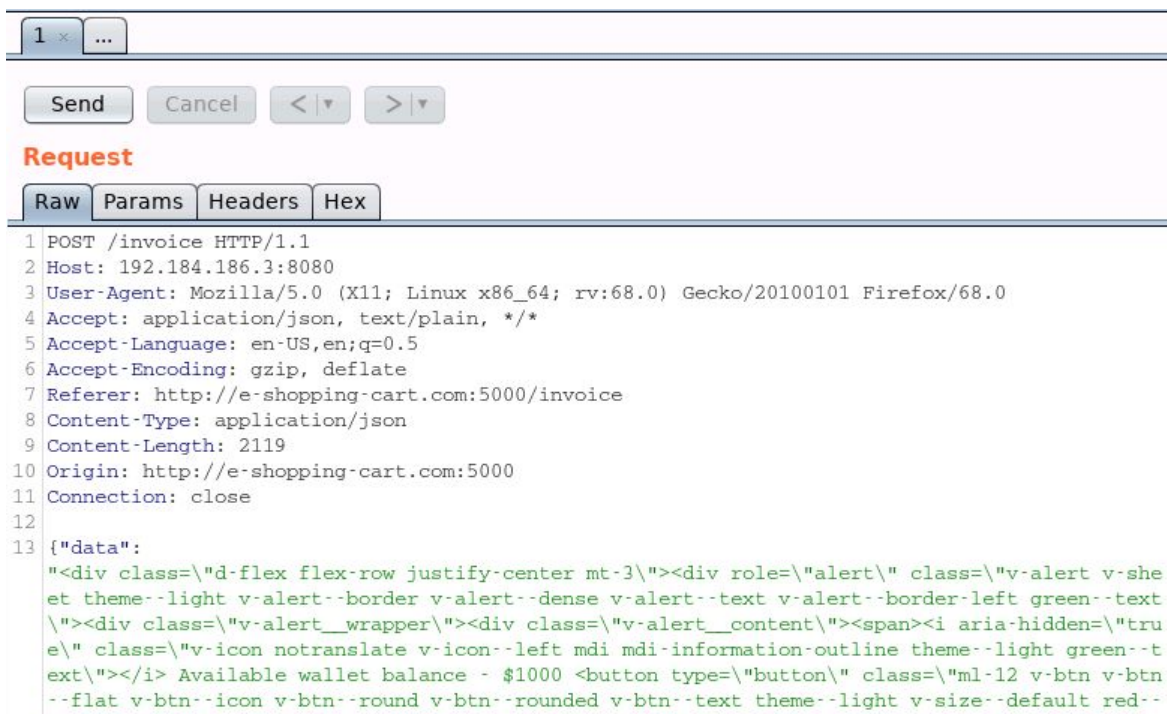 1 × ...
Send Cancel < | ▾ > | ▾
Request
Raw Params Headers Hex
1 POST /invoice HTTP/1.1
2 Host: 192.184.186.3:8080
3 User-Agent: Mozilla/5.0 (X11; Linux x86_64; rv:68.0) Gecko/20100101 Firefox/68.0
4 Accept: application/json, text/plain, */*
5 Accept-Language: en-US,en;q=0.5
6 Accept-Encoding: gzip, deflate
7 Referer: http://e-shopping-cart.com:5000/invoice
8 Content-Type: application/json
9 Content-Length: 2119
10 Origin: http://e-shopping-cart.com:5000
11 Connection: close
12
13 {"data":
"<div class=\"d-flex flex-row justify-center mt-3\"><div role=\"alert\" class=\"v-alert v-she
et theme--light v-alert--border v-alert--dense v-alert--text v-alert--border-left green--text
\"><div class=\"v-alert__wrapper\"><div class=\"v-alert__content\"><span><i aria-hidden=\"tru
e\" class=\"v-icon notranslate v-icon--left mdi mdi-information-outline theme--light green--t
ext\"></i> Available wallet balance - $1000 <button type=\"button\" class=\"ml-12 v-btn v-btn
--flat v-btn--icon v-btn--round v-btn--rounded v-btn--text theme--light v-size--default red--